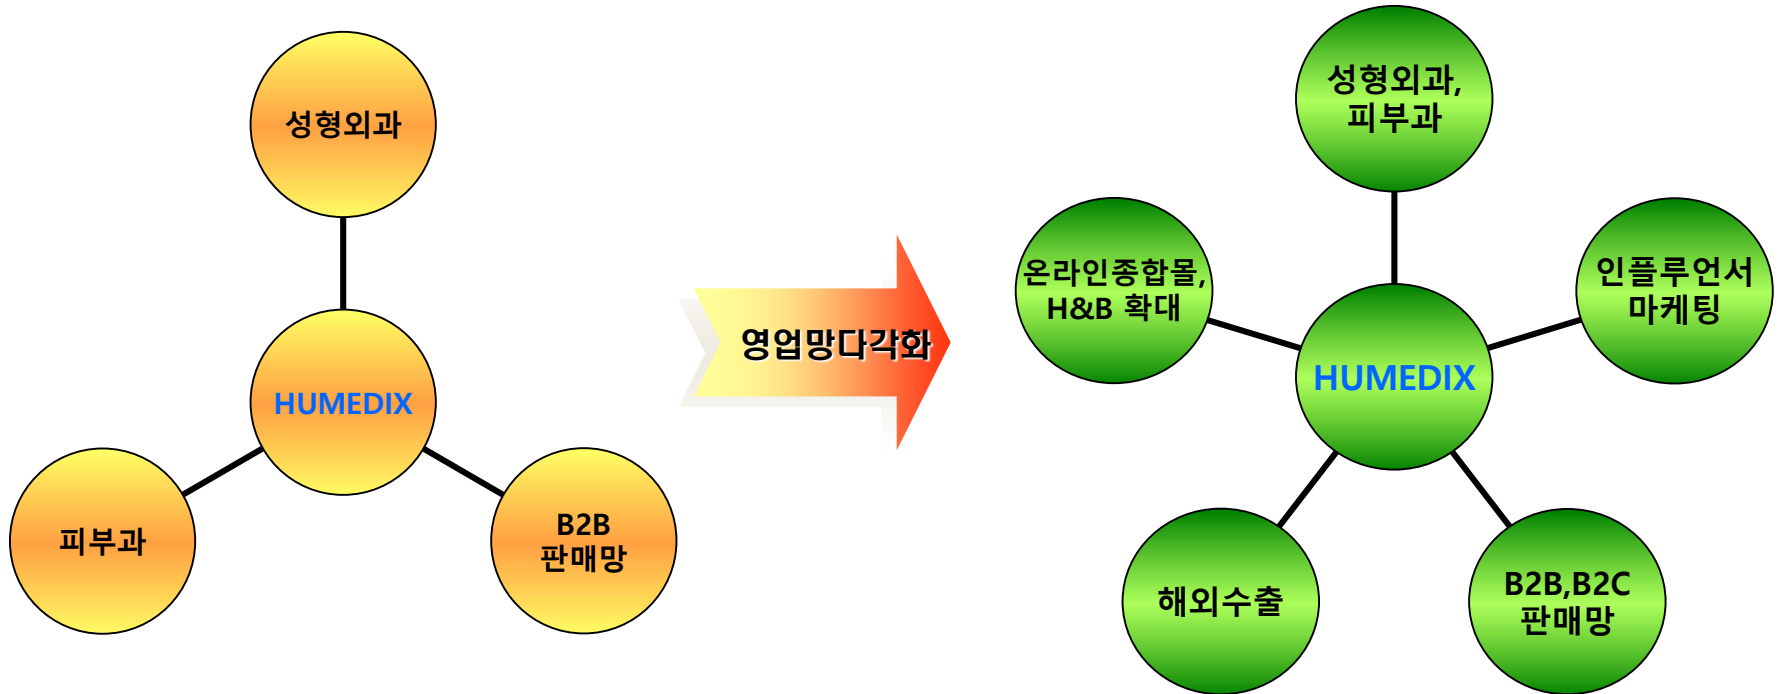 성형외과
HUMEDIX
피부과
B2B
판매망
영업망다각화
성형외과,
피부과
온라인종합몰,
H&B 확대
인플루언서
마케팅
HUMEDIX
해외수출
B2B,B2C
판매망